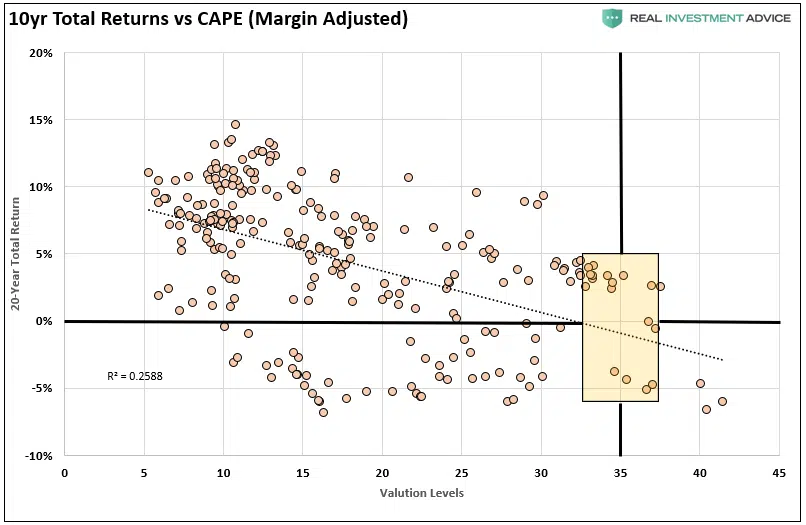 10yr Total Returns vs CAPE (Margin Adjusted)
REAL INVESTMENT ADVICE
20%
15%
10%
5%
0%
-5%
-10%
20-Year Total Return
R² = 0.2588
0 5 10 15 20 25 30 35 40 45
Valution Levels